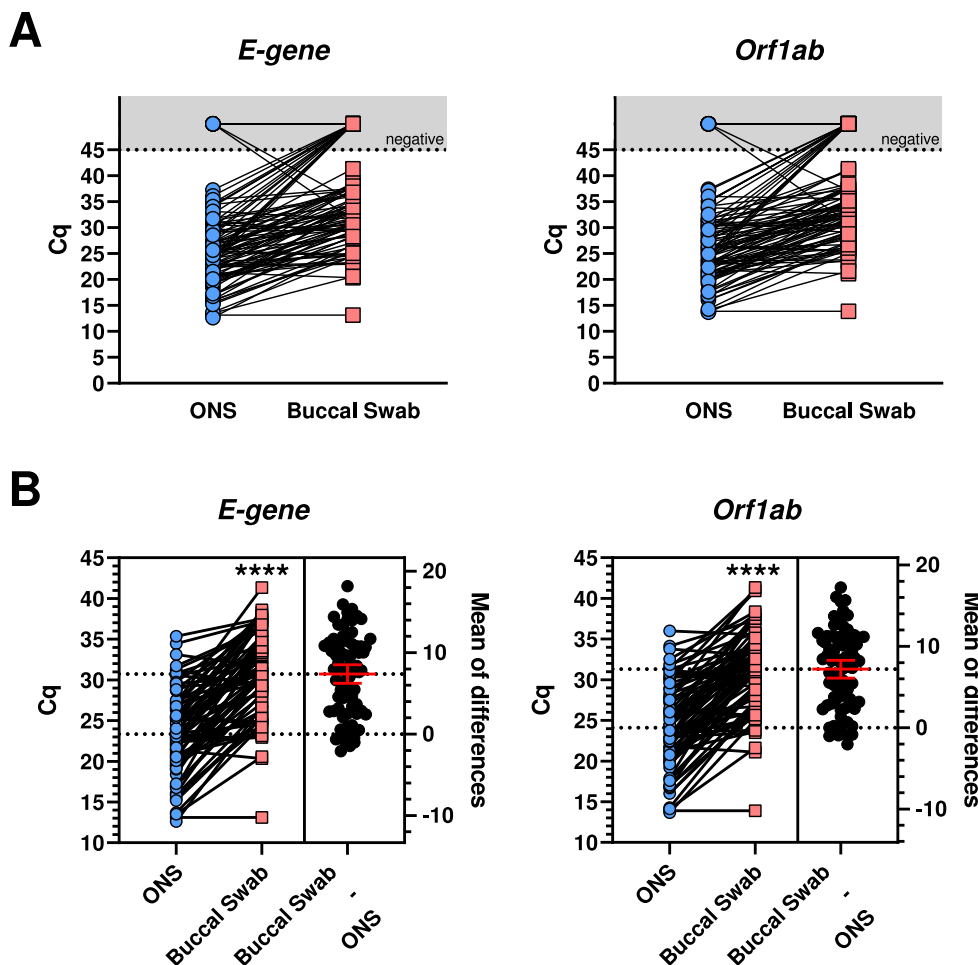 A
E-gene
Orf1ab
negative
negative
45
40
35
30
25
20
15
10
5
0
Cq
ONS
Buccal Swab
45
40
35
30
25
20
15
10
5
0
Cq
ONS
Buccal Swab
B
E-gene
Orf1ab
45
40
35
30
25
20
15
10
Cq
****
20
10
0
-10
Mean of differences
ONS
Buccal Swab
Buccal Swab
-
ONS
45
40
35
30
25
20
15
10
Cq
****
20
10
0
-10
Mean of differences
ONS
Buccal Swab
Buccal Swab
-
ONS